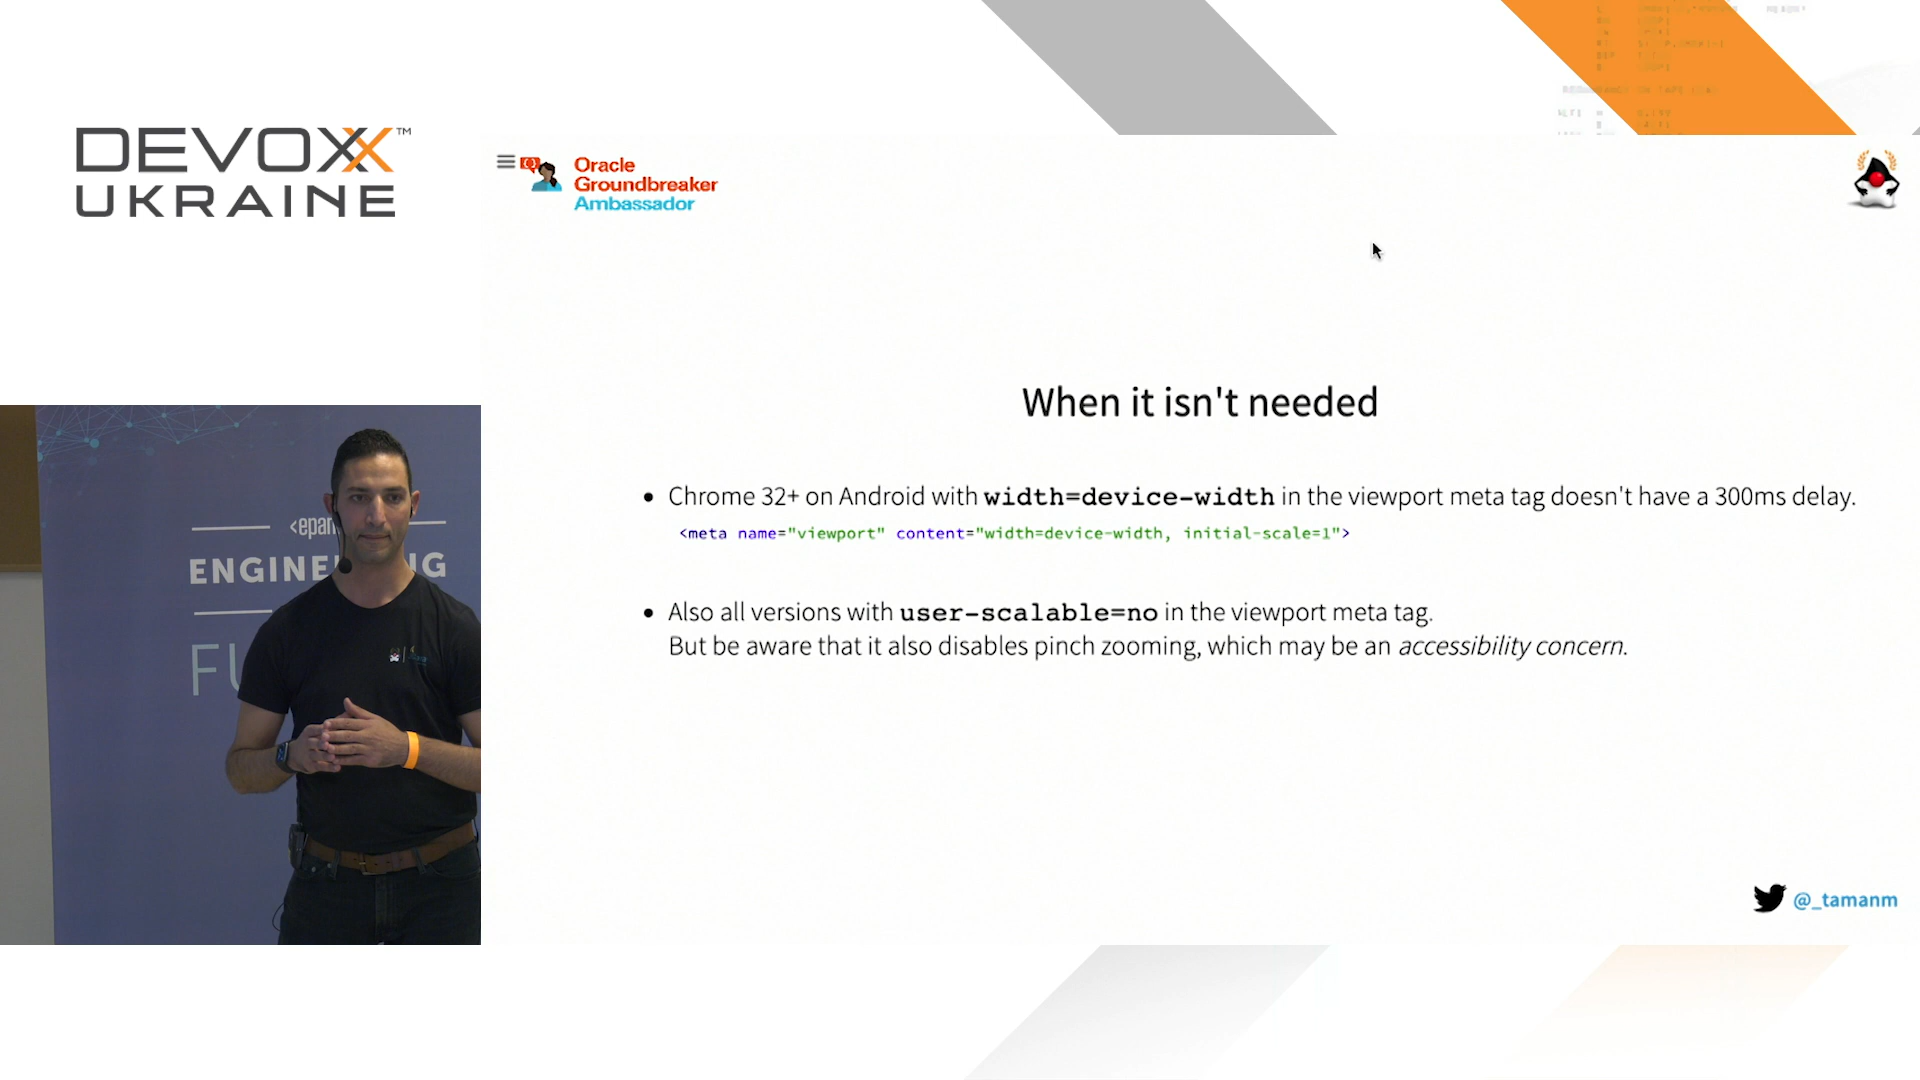 DEVOXX™
UKRAINE
Oracle
Groundbreaker
Ambassador
When it isn't needed
• Chrome 32+ on Android with width=device-width in the viewport meta tag doesn't have a 300ms delay.
<meta name="viewport" content="width=device-width, initial-scale=1">
• Also all versions with user-scalable=no in the viewport meta tag.
But be aware that it also disables pinch zooming, which may be an accessibility concern.
@_tamanm